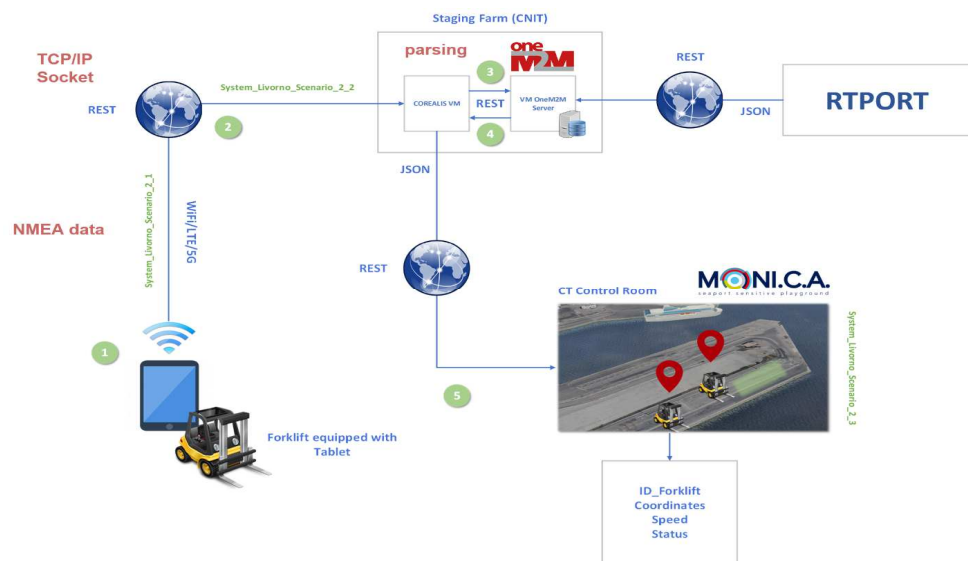 Staging Farm (CNIT)
TCP/IP
Socket
REST
System_Livorno_Scenario_2_2
2
parsing
one
M2M
3
COREALIS VM
REST
VM OneM2M
Server
4
REST
JSON
RTPORT
JSON
NMEA data
System_Livorno_Scenario_2_1
WiFi/LTE/5G
REST
CT Control Room
MONI.C.A.
seaport sensitive playground
System_Livorno_Scenario_2_3
1
5
Forklift equipped with
Tablet
ID_Forklift
Coordinates
Speed
Status